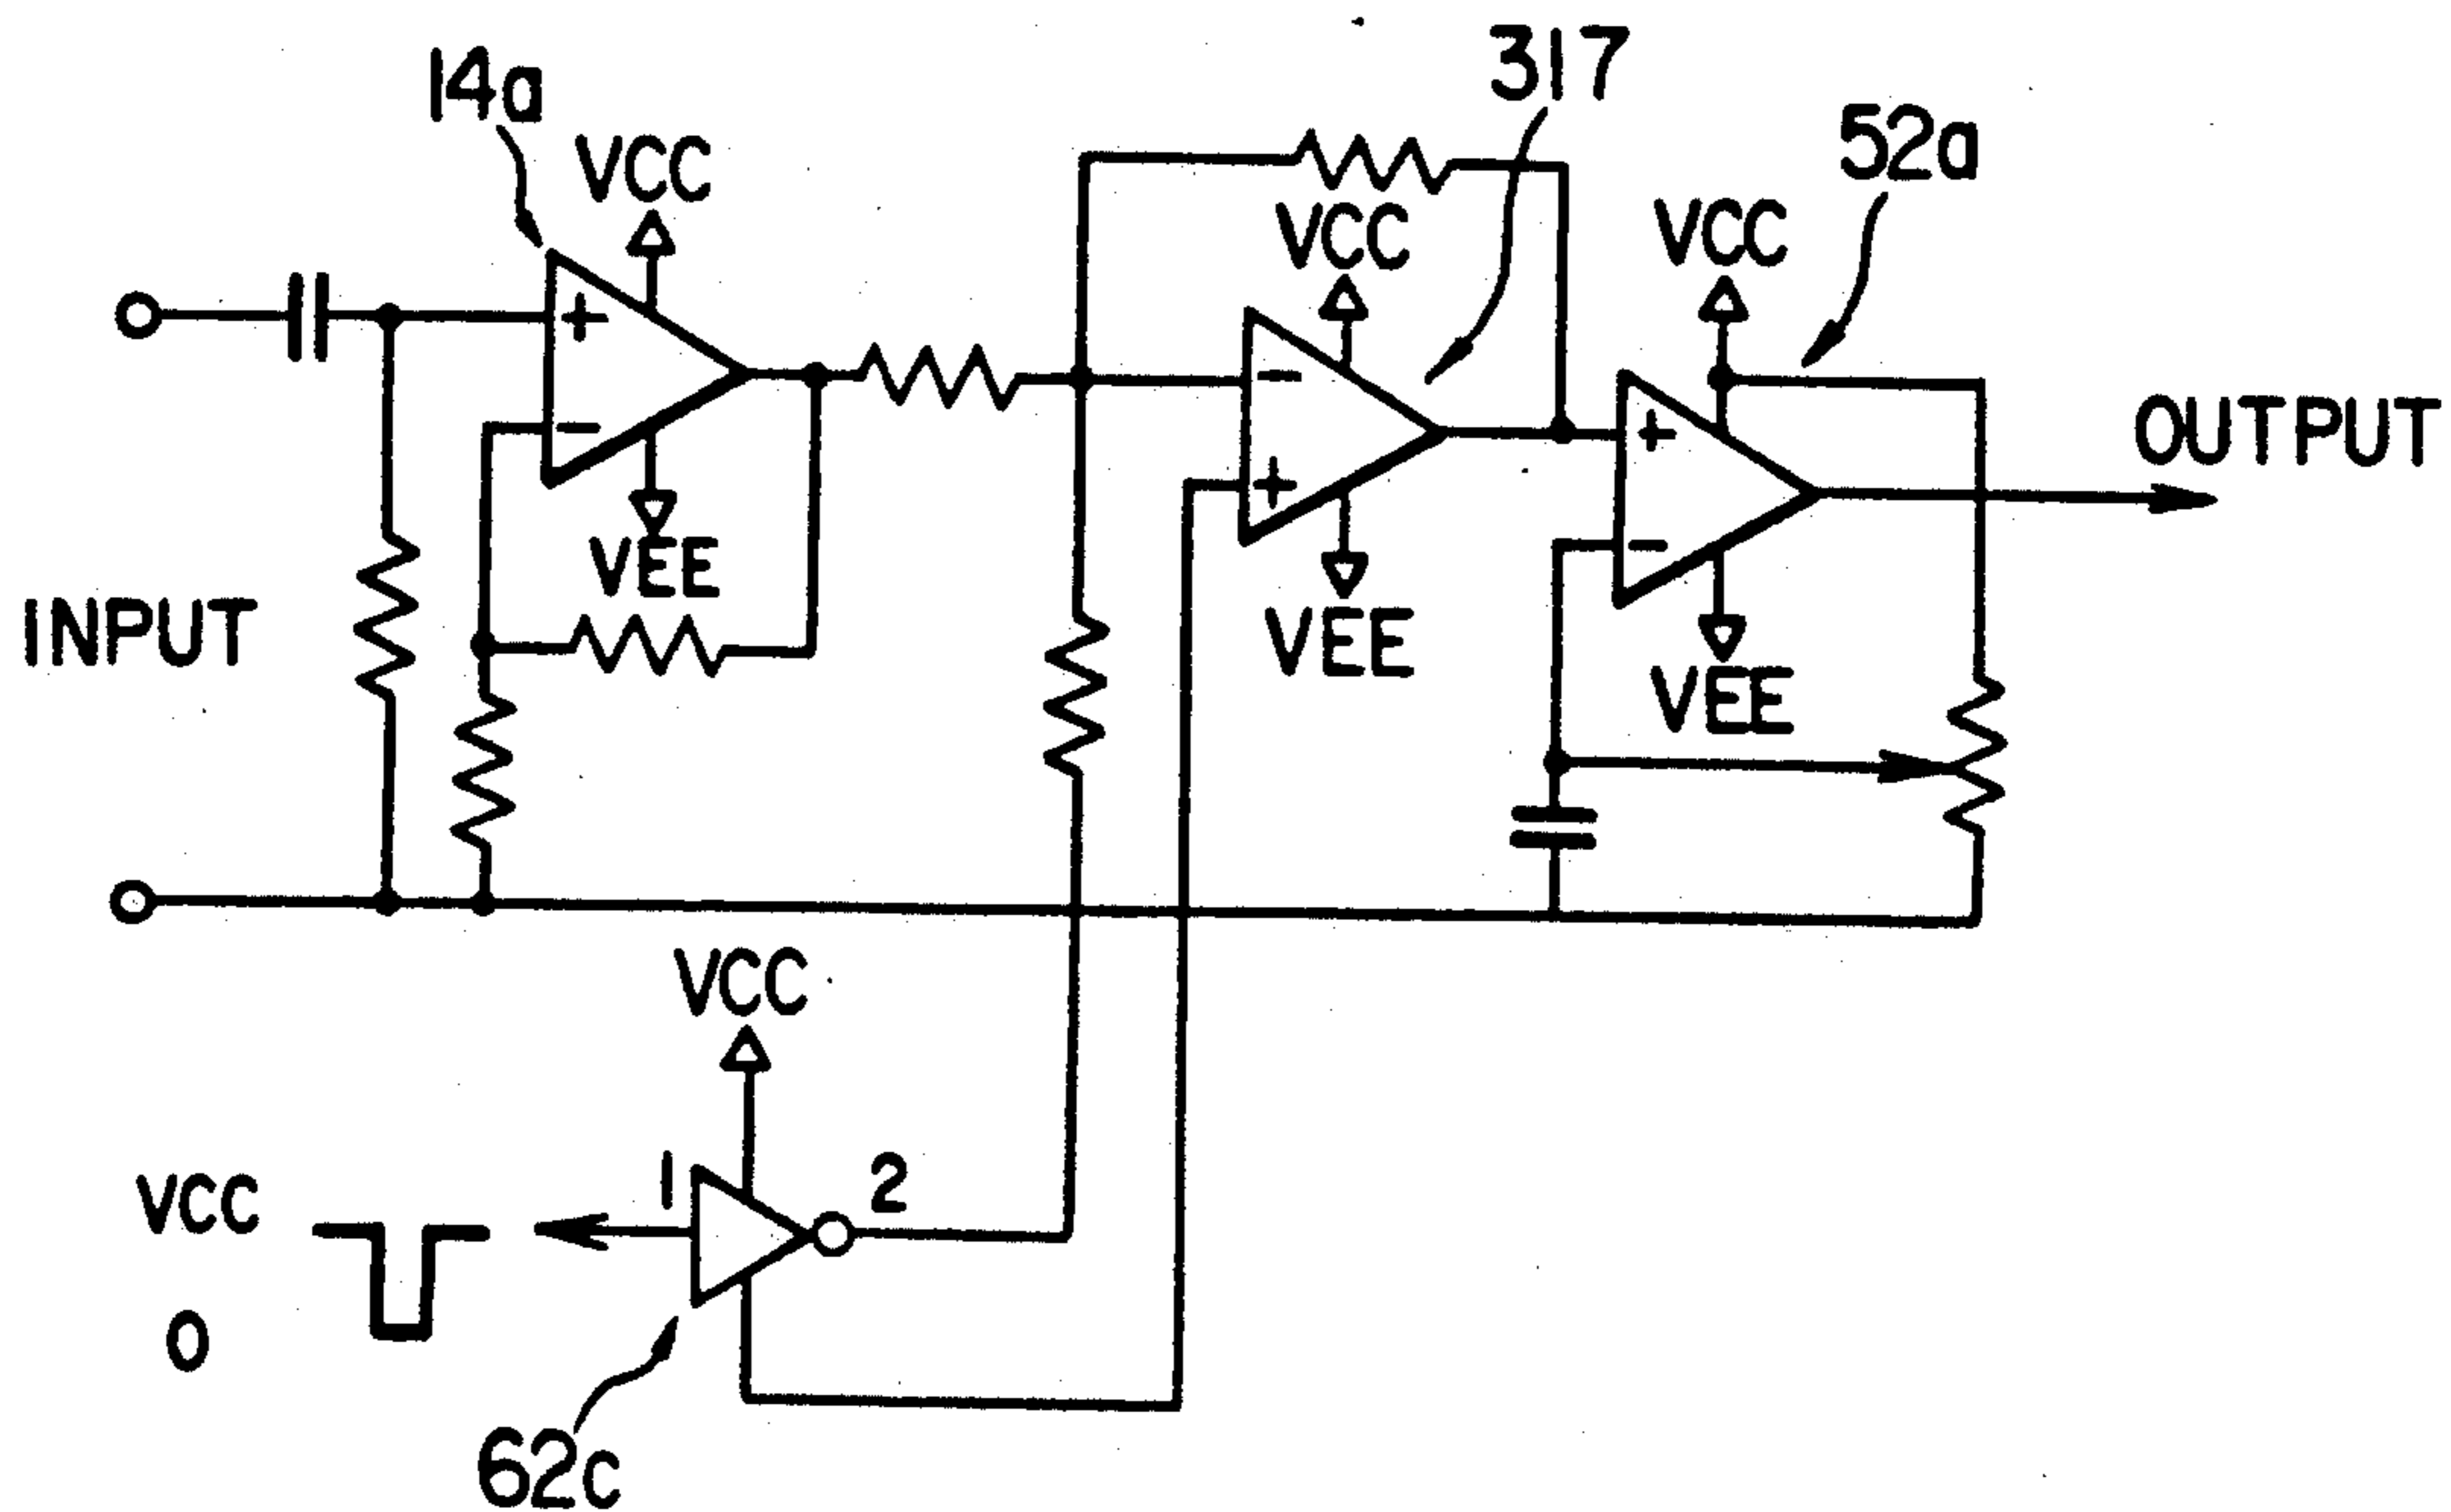 317
14a
VCC
52a
VCC
VCC
+
-
+
-
+
-
OUTPUT
VEE
INPUT
VEE
VEE
VCC
1
2
VCC
0
62c